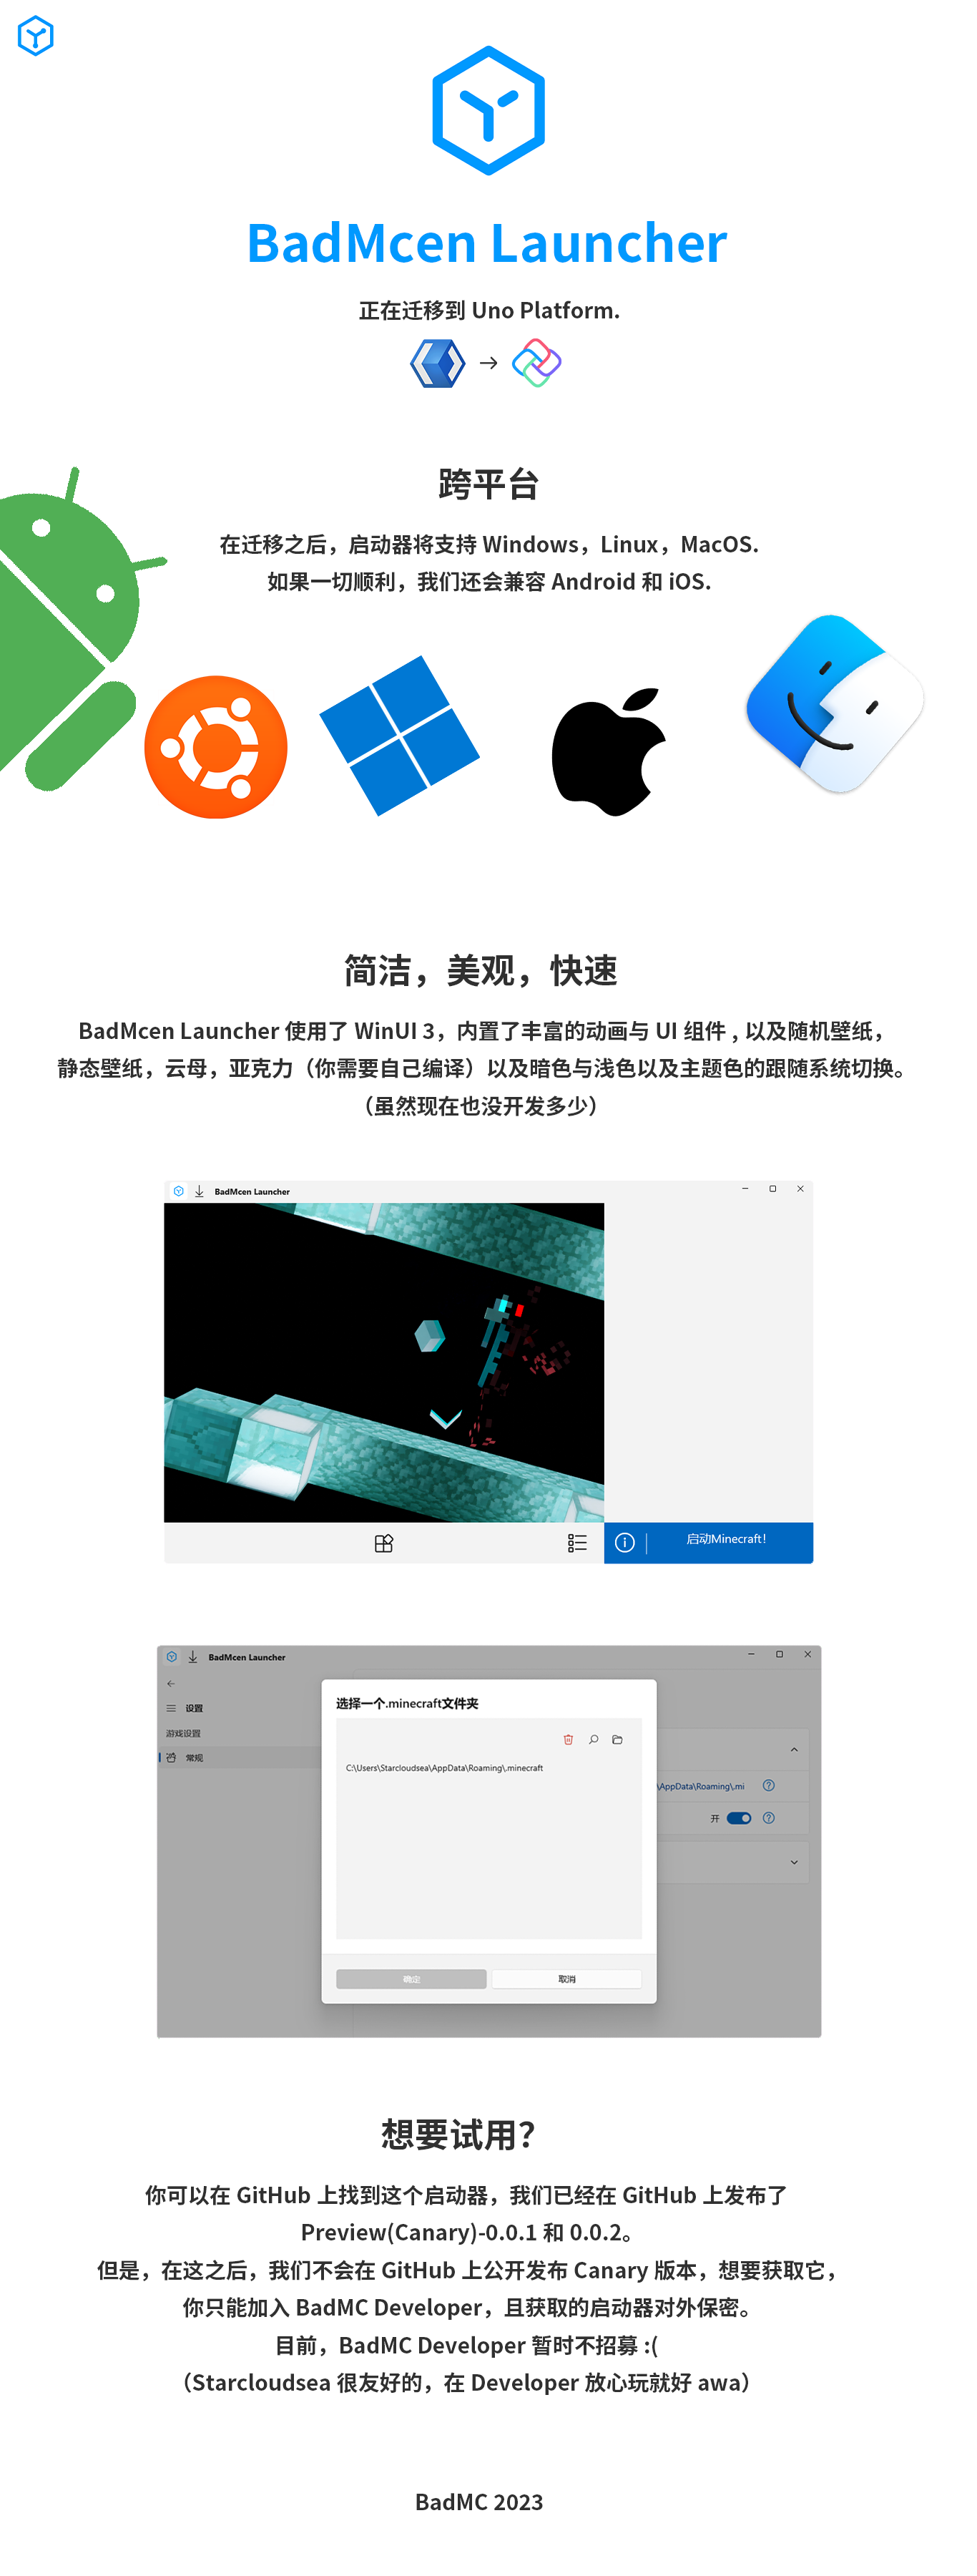 BadMcen Launcher
正在迁移到 Uno Platform.
跨平台
在迁移之后，启动器将支持 Windows，Linux，MacOS.
如果一切顺利，我们还会兼容 Android 和 iOS.
简洁，美观，快速
BadMcen Launcher 使用了 WinUI 3，内置了丰富的动画与 UI 组件 , 以及随机壁纸，
静态壁纸，云母，亚克力（你需要自己编译）以及暗色与浅色以及主题色的跟随系统切换。
（虽然现在也没开发多少）
BadMcen Launcher
启动Minecraft!
BadMcen Launcher
设置
游戏设置
常规
选择一个.minecraft文件夹
C:\Users\Starcloudsea\AppData\Roaming\.minecraft
\AppData\Roaming\.mi
开
确定
取消
想要试用？
你可以在 GitHub 上找到这个启动器，我们已经在 GitHub 上发布了
Preview(Canary)-0.0.1 和 0.0.2。
但是，在这之后，我们不会在 GitHub 上公开发布 Canary 版本，想要获取它，
你只能加入 BadMC Developer，且获取的启动器对外保密。
目前，BadMC Developer 暂时不招募 :(
（Starcloudsea 很友好的，在 Developer 放心玩就好 awa）
BadMC 2023